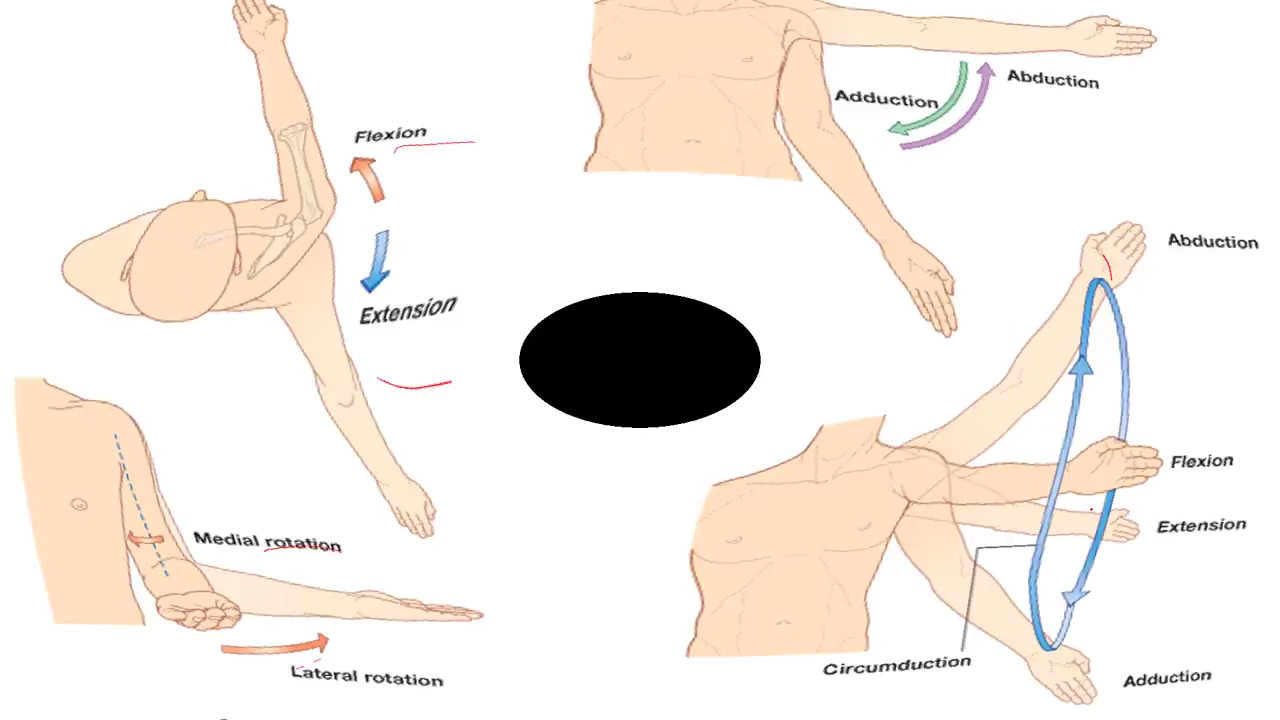 Flexion
Extension
Adduction
Abduction
Medial rotation
Lateral rotation
Abduction
Flexion
Extension
Circumduction
Adduction